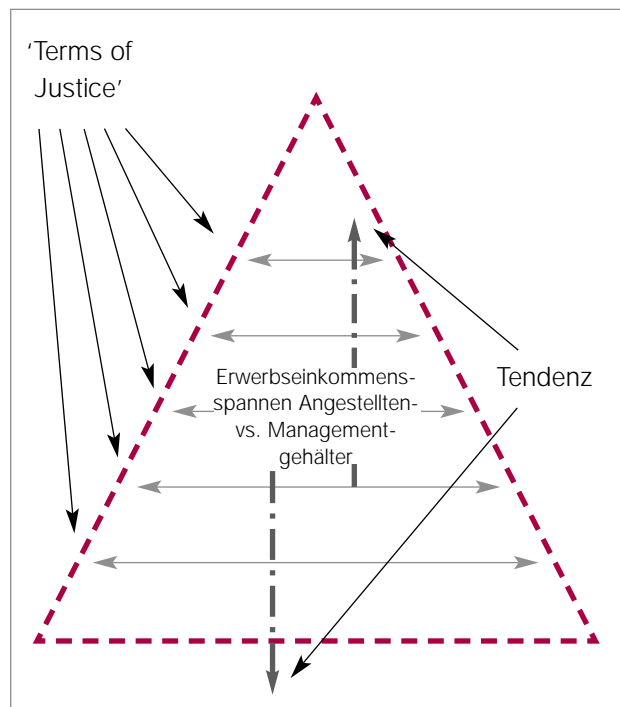 ‘Terms of
Justice’
Erwerbseinkommens-
spannen Angestellten-
vs. Management-
gehälter
Tendenz